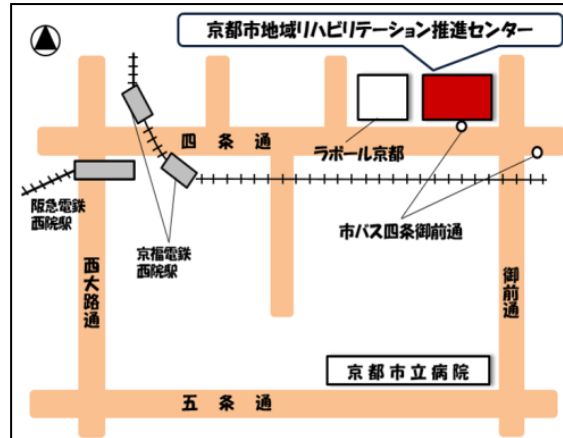 京都市地域リハビリテーション推進センター
四条通
ラボール京都
阪急電鉄
西院駅
京福電鉄
西院駅
市バス四条御前通
西大路通
御前通
京都市立病院
五条通